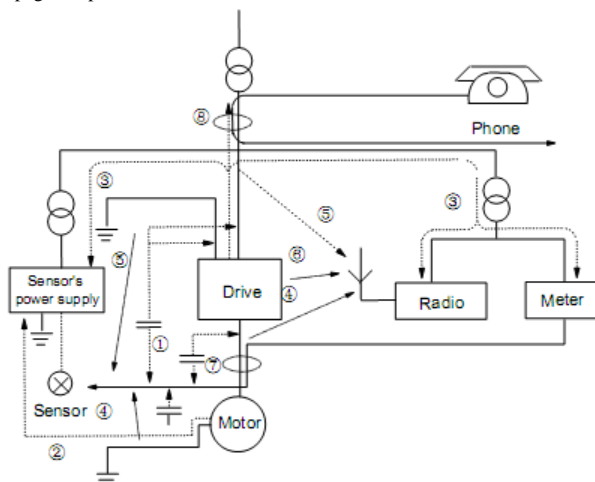 ⑧
Phone
③
③
⑤
⑤
⑧
Sensor's
power supply
Drive
④
Radio
Meter
①
⑦
Sensor
④
Motor
②